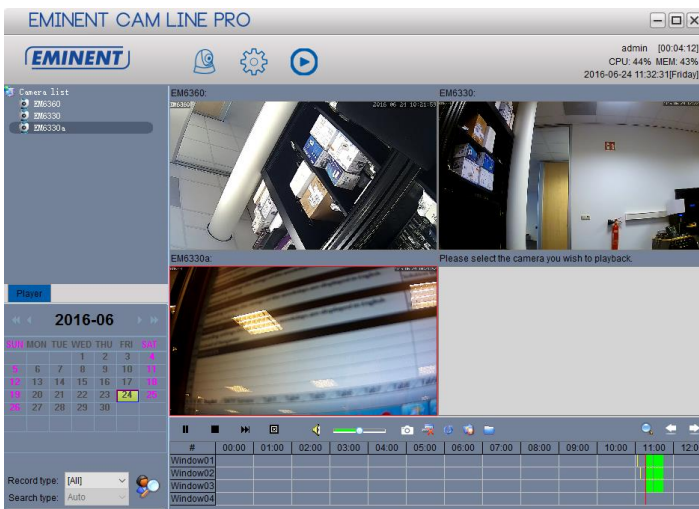 EMINENT CAM LINE PRO
EMINENT
admin [00:04:12]
CPU: 44% MEM: 43%
2016-06-24 11:32:31[Friday]
Camera list
EM6360
EM6330
EM6330a
EM6360:
EM6330:
EM6330a:
Please select the camera you wish to playback.
Player
2016-06
SUN MON TUE WED THU FRI SAT
1 2 3 4
5 6 7 8 9 10 11
12 13 14 15 16 17 18
19 20 21 22 23 24 25
26 27 28 29 30
Record type: [All]
Search type: Auto
# 00:00 01:00 02:00 03:00 04:00 05:00 06:00 07:00 08:00 09:00 10:00 11:00 12:0
Window01
Window02
Window03
Window04